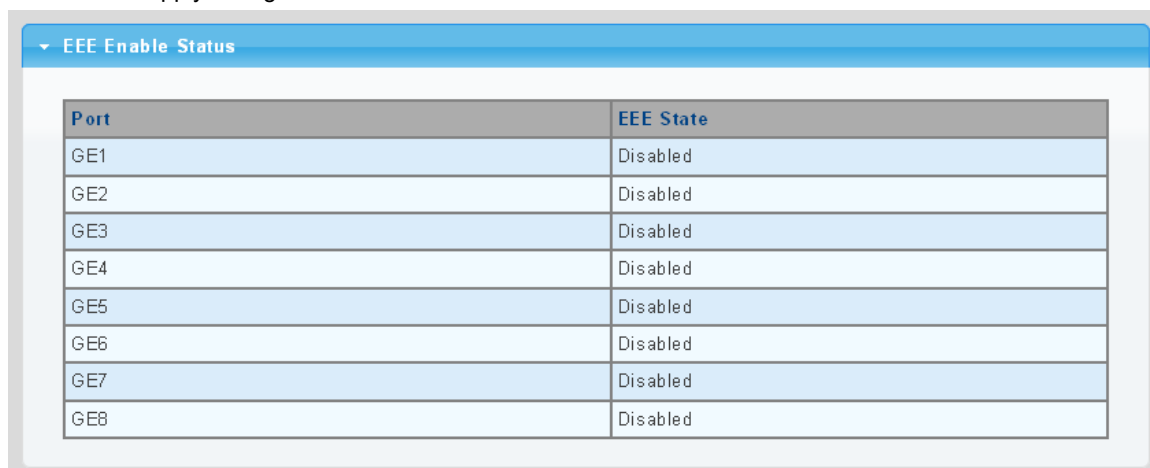 EEE Enable Status
Port EEE State
GE1 Disabled
GE2 Disabled
GE3 Disabled
GE4 Disabled
GE5 Disabled
GE6 Disabled
GE7 Disabled
GE8 Disabled